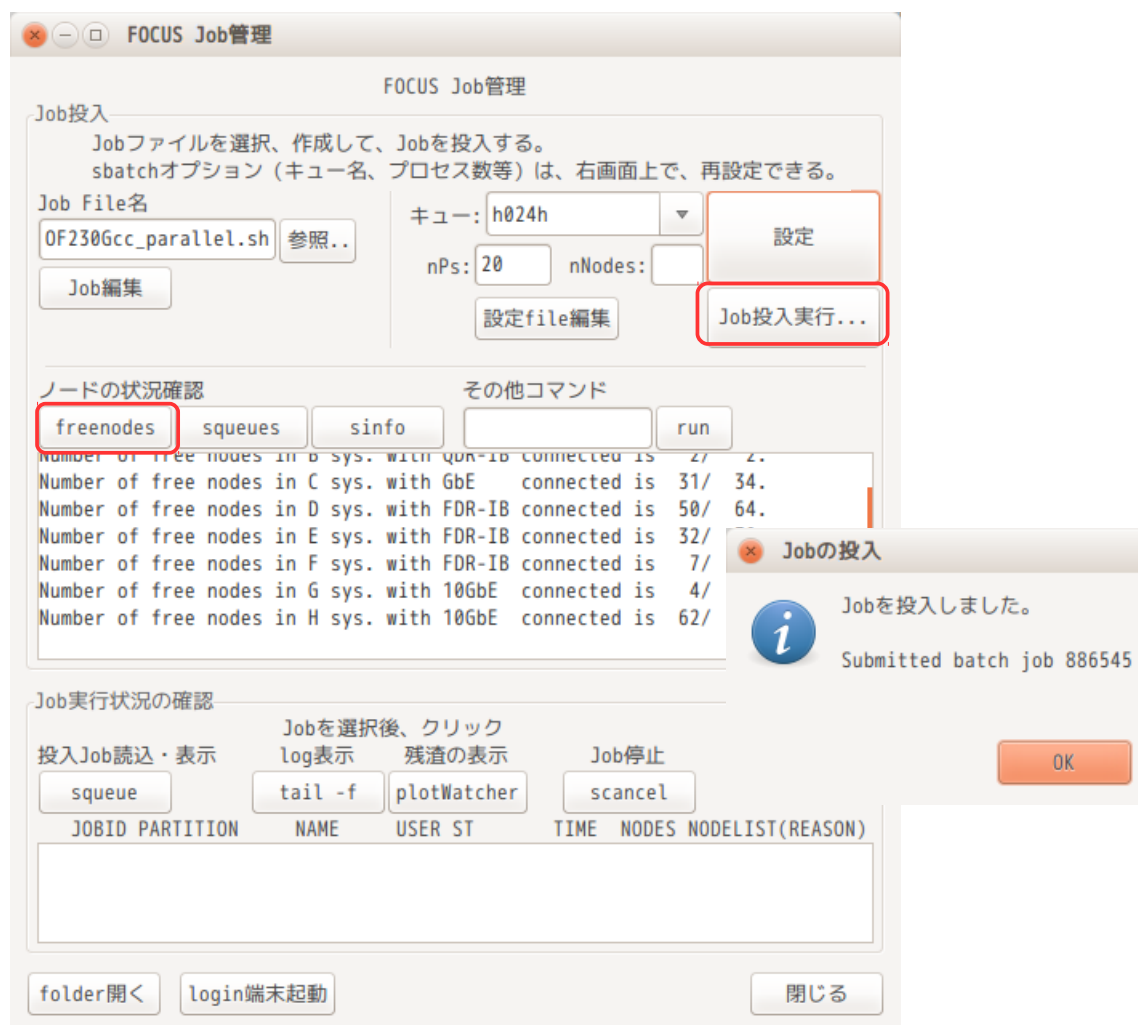 FOCUS Job管理
FOCUS Job管理
Job投入
Jobファイルを選択、作成して、Jobを投入する。
sbatchオプション（キュー名、プロセス数等）は、右画面上で、再設定できる。
Job File名
OF230Gcc_parallel.sh 参照..
Job編集
キュー: h024h
nPs: 20 nNodes:
設定file編集
設定
Job投入実行...
ノードの状況確認 その他コマンド
freenodes squeues sinfo run
Number of free nodes in B sys. with QDR-IB connected is 2/ 2.
Number of free nodes in C sys. with GbE connected is 31/ 34.
Number of free nodes in D sys. with FDR-IB connected is 50/ 64.
Number of free nodes in E sys. with FDR-IB connected is 32/
Number of free nodes in F sys. with FDR-IB connected is 7/
Number of free nodes in G sys. with 10GbE connected is 4/
Number of free nodes in H sys. with 10GbE connected is 62/
Jobの投入
Jobを投入しました。
Submitted batch job 886545
OK
Job実行状況の確認
Jobを選択後、クリック
投入Job読込・表示 log表示 残渣の表示 Job停止
squeue tail -f plotWatcher scancel
JOBID PARTITION NAME USER ST TIME NODES NODELIST(REASON)
folder開く login端末起動 閉じる